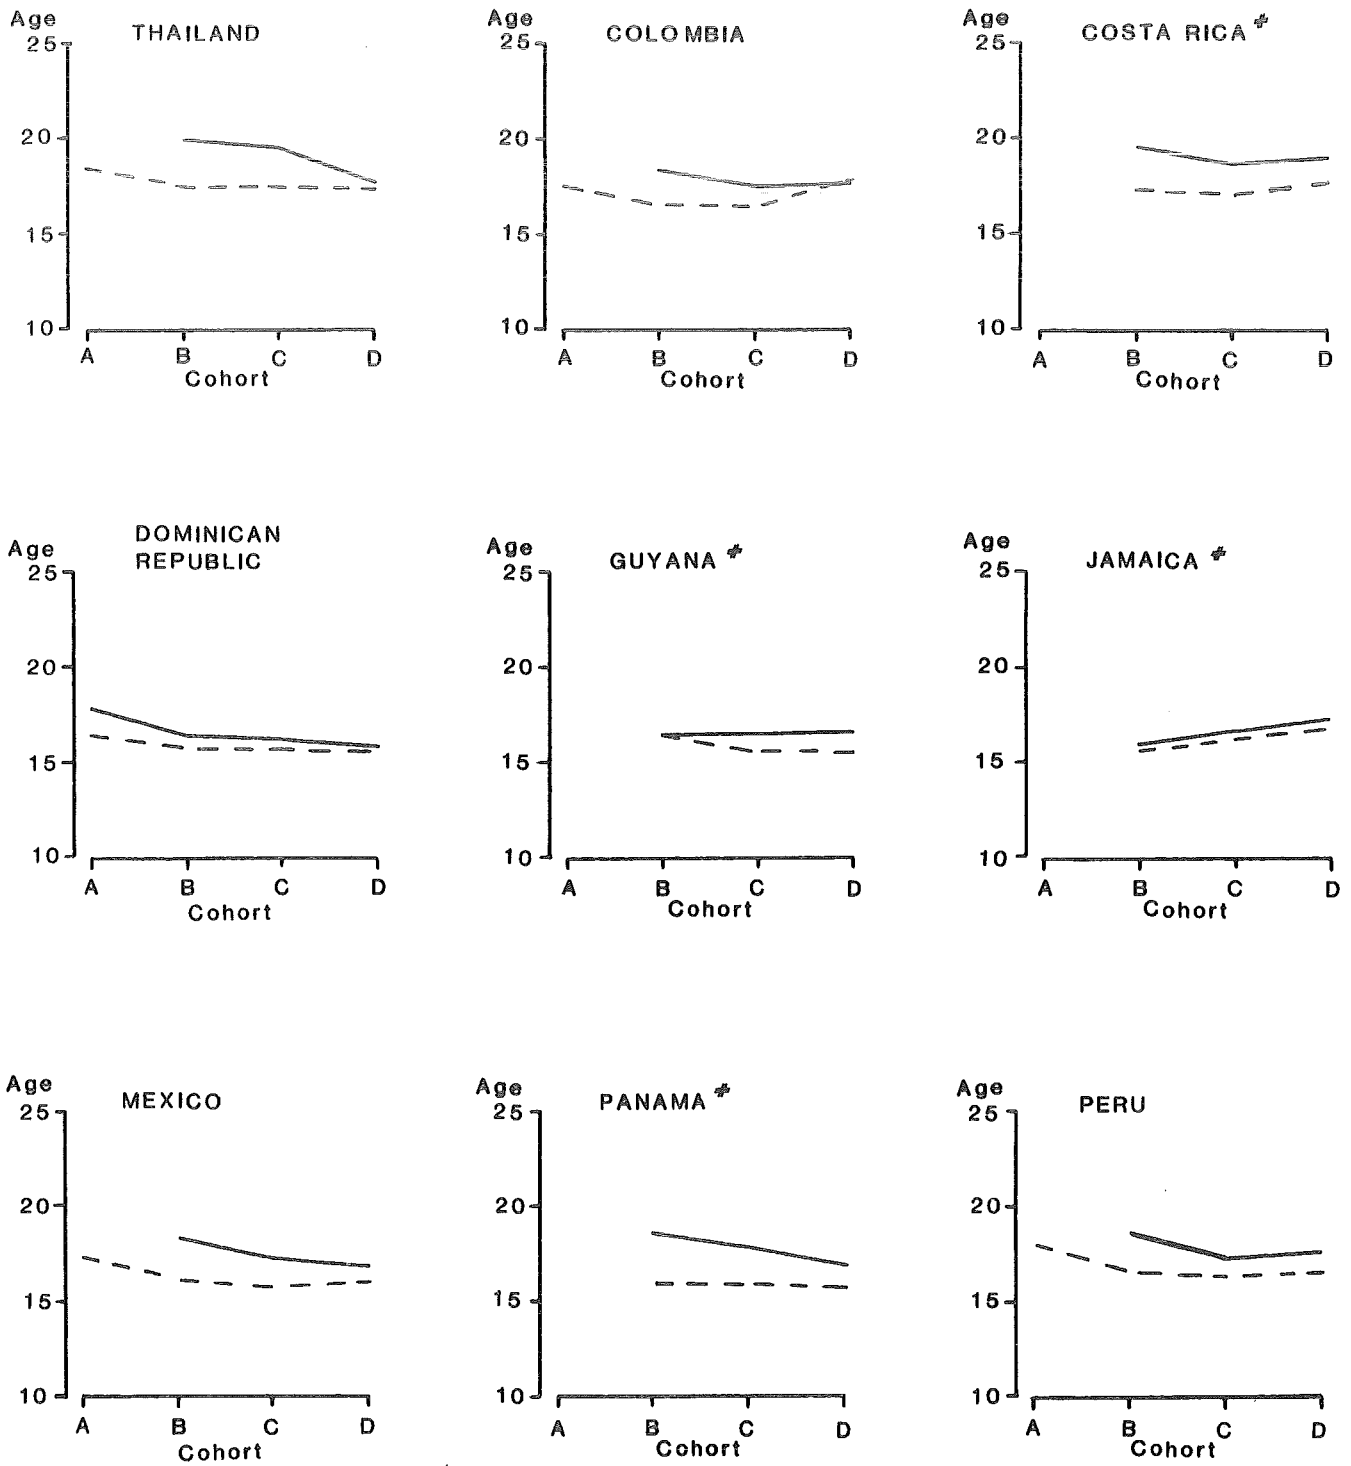 Age THAILAND
25
20
15
10
A B C D
Cohort
Age COLOMBIA
25
20
15
10
A B C D
Cohort
Age COSTA RICA #
25
20
15
10
A B C D
Cohort
Age DOMINICAN
REPUBLIC
25
20
15
10
A B C D
Cohort
Age GUYANA #
25
20
15
10
A B C D
Cohort
Age JAMAICA #
25
20
15
10
A B C D
Cohort
Age MEXICO
25
20
15
10
A B C D
Cohort
Age PANAMA #
25
20
15
10
A B C D
Cohort
Age PERU
25
20
15
10
A B C D
Cohort